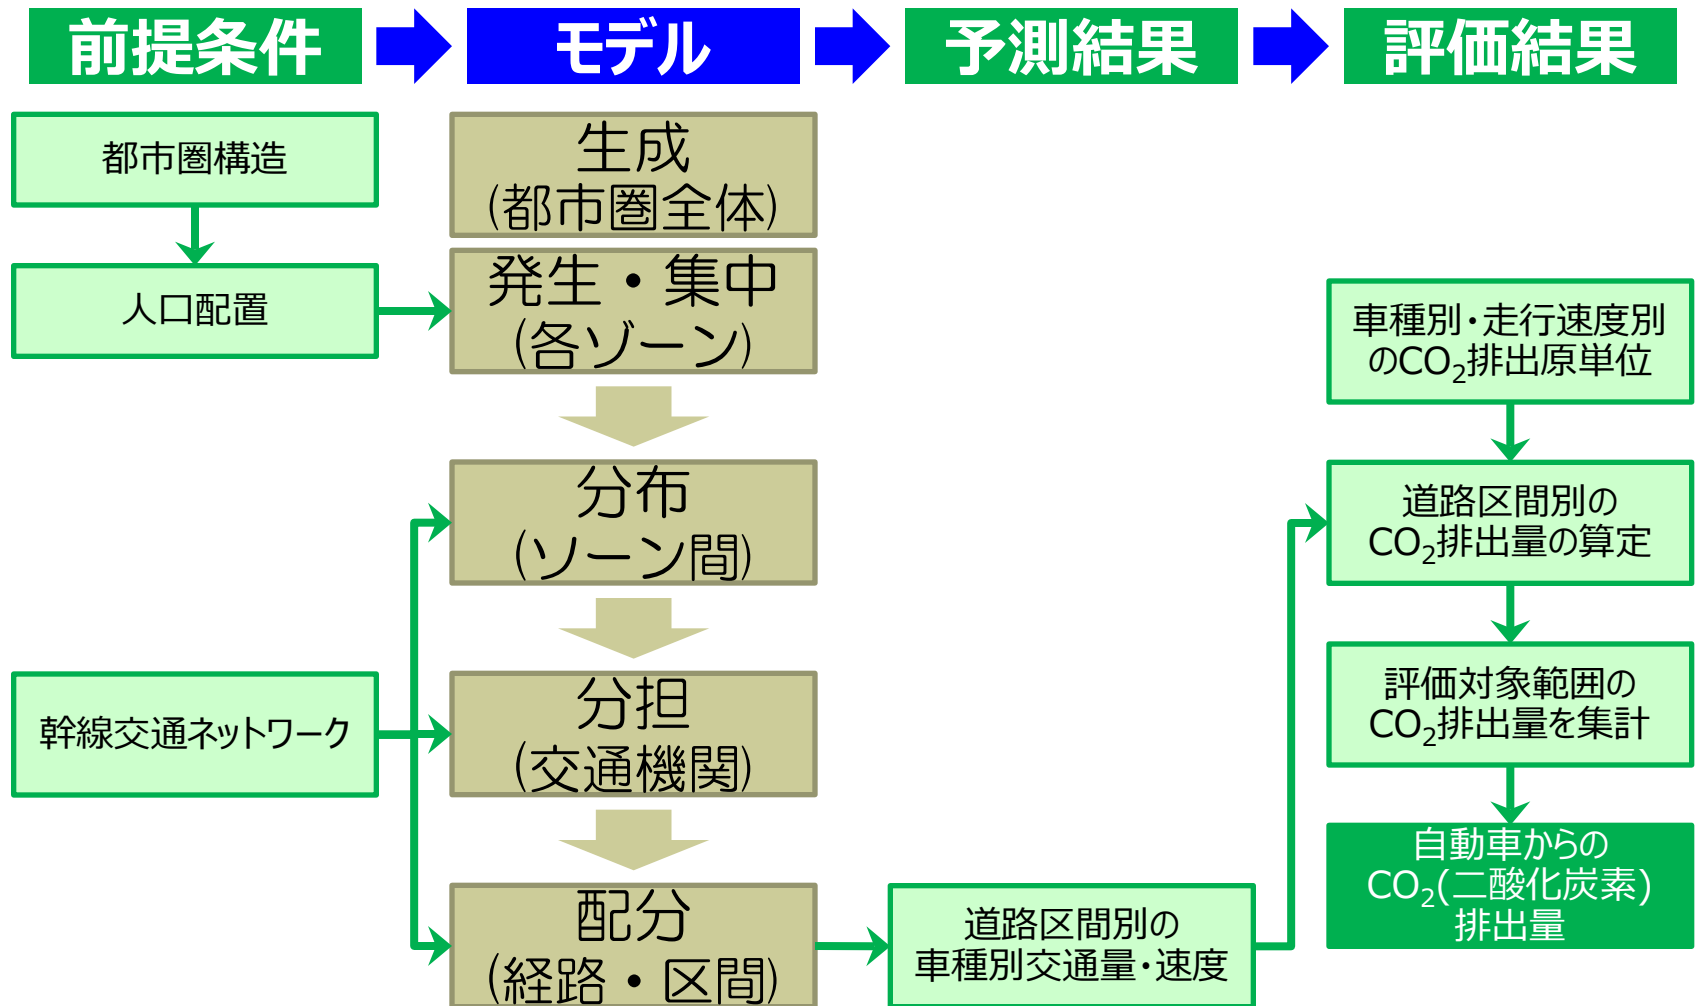 前提条件
モデル
予測結果
評価結果
都市圏構造
人口配置
幹線交通ネットワーク
生成
(都市圏全体)
発生・集中
(各ゾーン)
分布
(ゾーン間)
分担
(交通機関)
配分
(経路・区間)
道路区間別の
車種別交通量・速度
車種別・走行速度別
のCO₂排出原単位
道路区間別の
CO₂排出量の算定
評価対象範囲の
CO₂排出量を集計
自動車からの
CO₂(二酸化炭素)
排出量